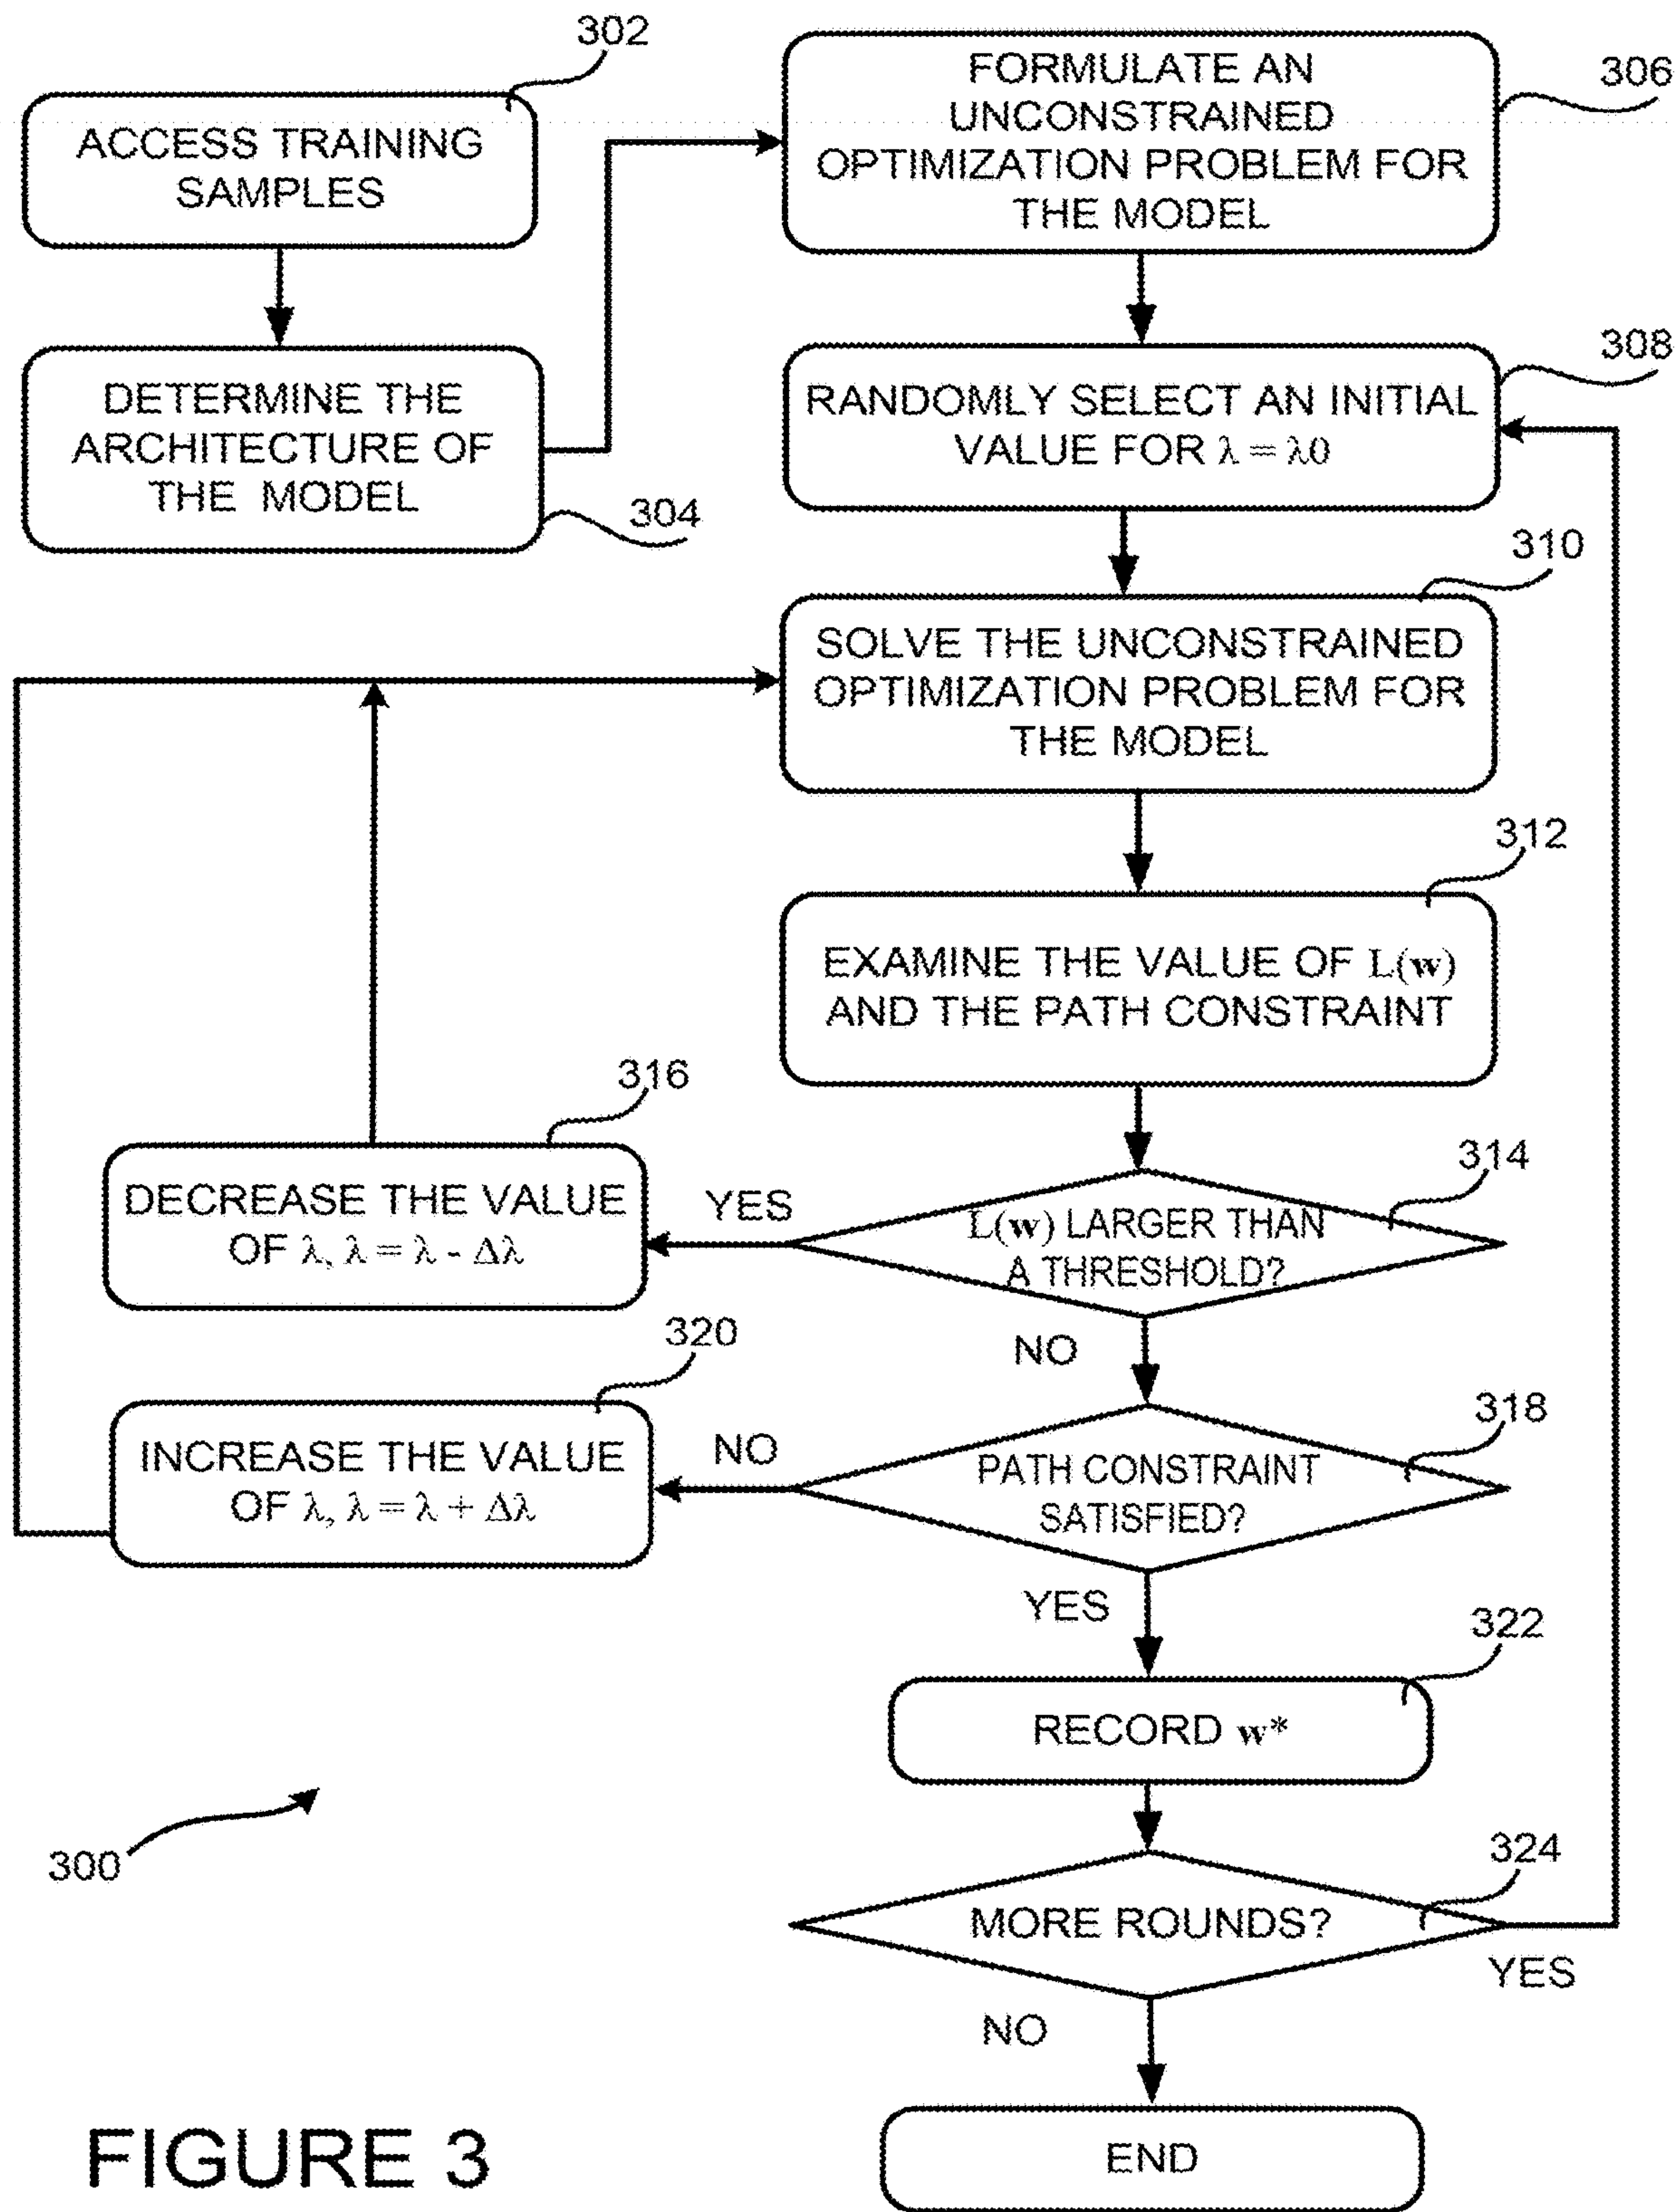 302
ACCESS TRAINING
SAMPLES
DETERMINE THE
ARCHITECTURE OF
THE MODEL
304
FORMULATE AN
UNCONSTRAINED
OPTIMIZATION PROBLEM FOR
THE MODEL
306
RANDOMLY SELECT AN INITIAL
VALUE FOR λ = λ0
308
310
SOLVE THE UNCONSTRAINED
OPTIMIZATION PROBLEM FOR
THE MODEL
312
EXAMINE THE VALUE OF L(w)
AND THE PATH CONSTRAINT
314
L(w) LARGER THAN
A THRESHOLD?
YES
316
DECREASE THE VALUE
OF λ, λ = λ - Δλ
NO
318
PATH CONSTRAINT
SATISFIED?
NO
320
INCREASE THE VALUE
OF λ, λ = λ + Δλ
YES
322
RECORD w*
324
MORE ROUNDS?
YES
NO
END
300
FIGURE 3